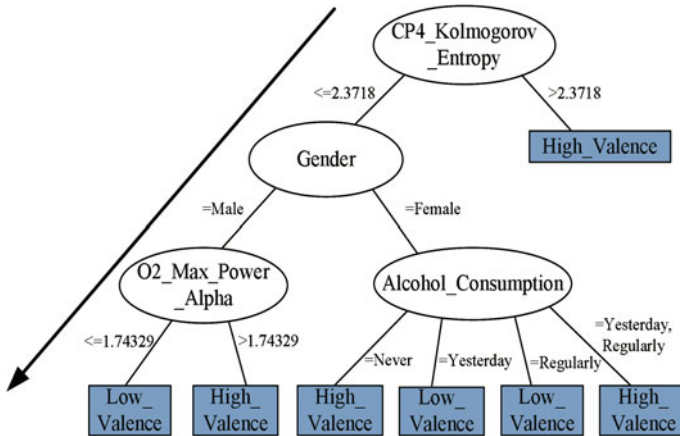 CP4_Kolmogorov
_Entropy
<=2.3718
>2.3718
High_Valence
Gender
=Male
=Female
O2_Max_Power
_Alpha
Alcohol_Consumption
<=1.74329
>1.74329
=Never
=Yesterday
=Regularly
=Yesterday,
Regularly
Low_
Valence
High_
Valence
High_
Valence
Low_
Valence
Low_
Valence
High_
Valence